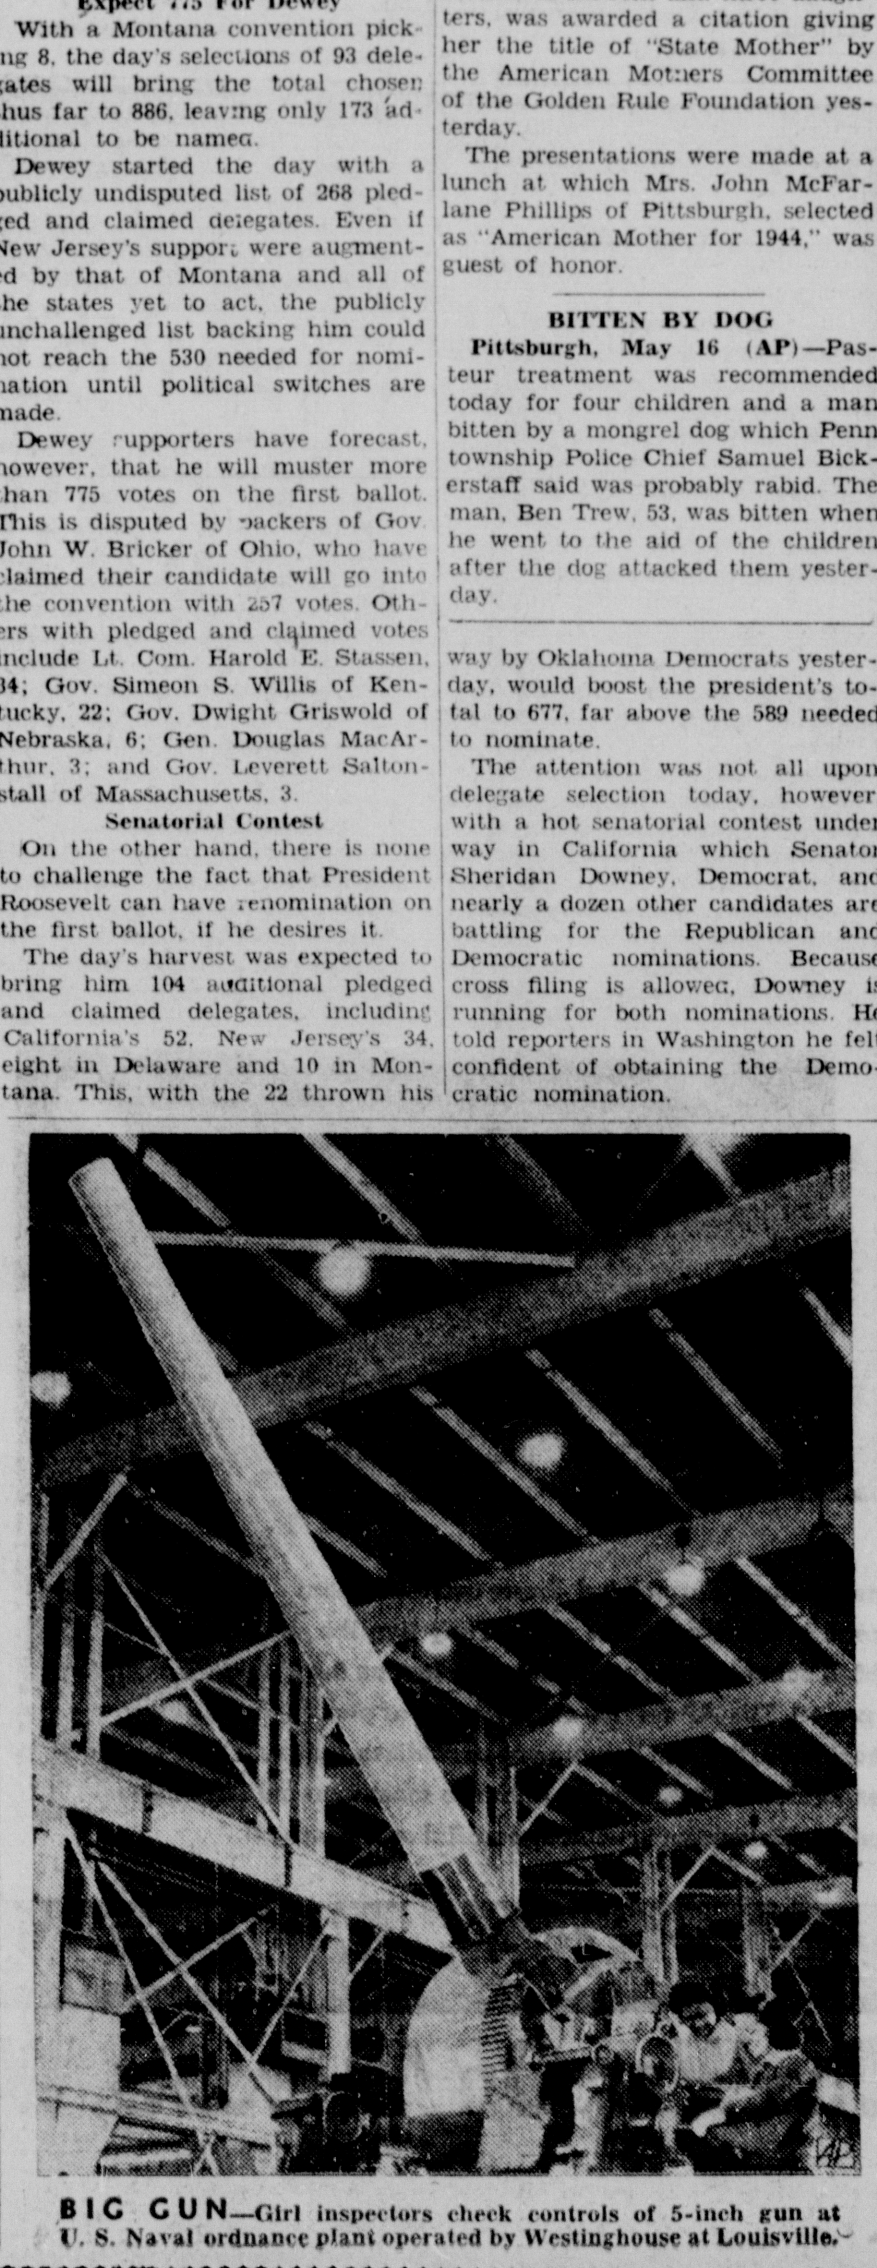 Expect 775 For Dewey
With a Montana convention pick-
ng 8, the day's selections of 93 dele-
gates will bring the total chosen
hus far to 886, leaving only 173 ad-
litional to be named.
Dewey started the day with a
publicly undisputed list of 268 pled-
ged and claimed delegates. Even if
New Jersey's support were augment-
ed by that of Montana and all of
he states yet to act, the publicly
unchallenged list backing him could
not reach the 530 needed for nomi-
nation until political switches are
made.
Dewey supporters have forecast,
however, that he will muster more
than 775 votes on the first ballot.
This is disputed by backers of Gov
John W. Bricker of Ohio, who have
claimed their candidate will go into
the convention with 257 votes. Oth-
ers with pledged and claimed votes
include Lt. Com. Harold E. Stassen,
34; Gov. Simeon S. Willis of Ken-
tucky, 22; Gov. Dwight Griswold of
Nebraska, 6; Gen. Douglas MacAr-
thur, 3; and Gov. Leverett Salton-
stall of Massachusetts, 3.
Senatorial Contest
On the other hand, there is none
to challenge the fact that President
Roosevelt can have renomination on
the first ballot, if he desires it.
The day's harvest was expected to
bring him 104 additional pledged
and claimed delegates, including
California's 52, New Jersey's 34,
eight in Delaware and 10 in Mon-
tana. This, with the 22 thrown his
ters, was awarded a citation giving
her the title of "State Mother" by
the American Mothers Committee
of the Golden Rule Foundation yes-
terday.
The presentations were made at a
lunch at which Mrs. John McFar-
lane Phillips of Pittsburgh, selected
as "American Mother for 1944," was
guest of honor.
BITTEN BY DOG
Pittsburgh, May 16 (AP)—Pas-
teur treatment was recommended
today for four children and a man
bitten by a mongrel dog which Penn
township Police Chief Samuel Bick-
erstaff said was probably rabid. The
man, Ben Trew, 53, was bitten when
he went to the aid of the children
after the dog attacked them yester-
day.
way by Oklahoma Democrats yester-
day, would boost the president's to-
tal to 677, far above the 589 needed
to nominate.
The attention was not all upon
delegate selection today, however
with a hot senatorial contest under
way in California which Senator
Sheridan Downey, Democrat, and
nearly a dozen other candidates are
battling for the Republican and
Democratic nominations. Because
cross filing is allowed, Downey is
running for both nominations. He
told reporters in Washington he felt
confident of obtaining the Demo-
cratic nomination.
BIG GUN—Girl inspectors check controls of 5-inch gun at
U. S. Naval ordnance plant operated by Westinghouse at Louisville.